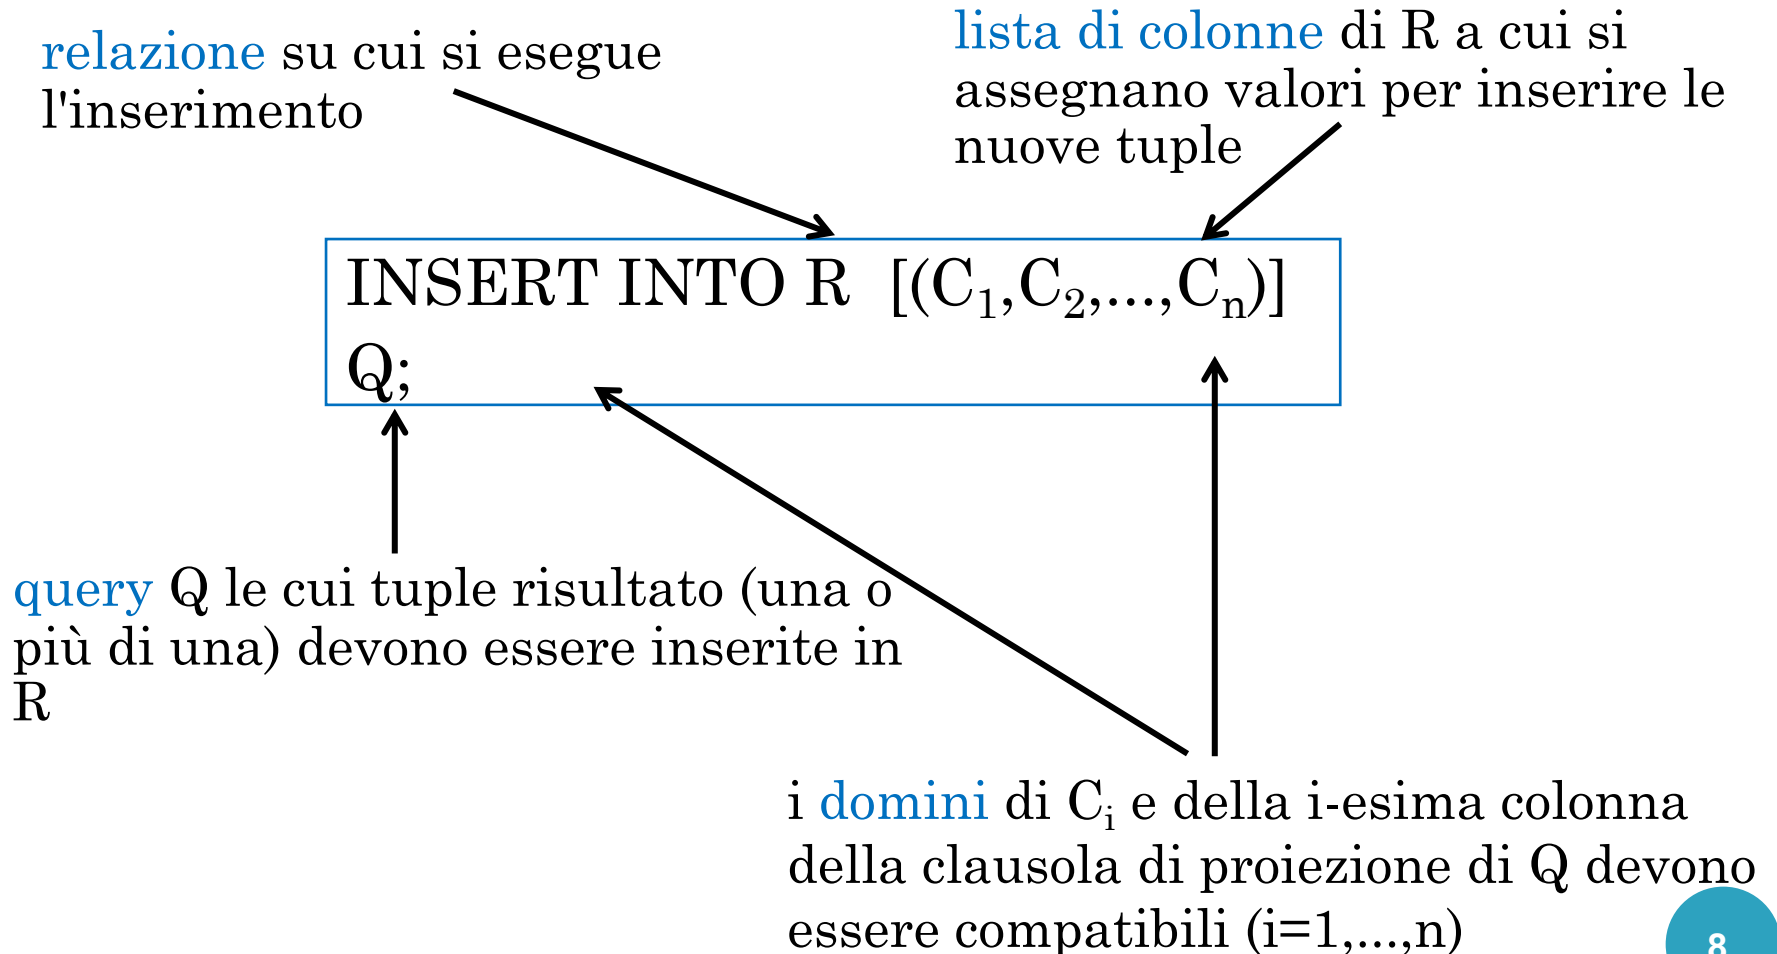 relazione su cui si esegue
l'inserimento
lista di colonne di R a cui si
assegnano valori per inserire le
nuove tuple
INSERT INTO R [(C₁,C₂,...,Cₙ)]
Q;
query Q le cui tuple risultato (una o
più di una) devono essere inserite in
R
i domini di Cᵢ e della i-esima colonna
della clausola di proiezione di Q devono
essere compatibili (i=1,...,n)
8